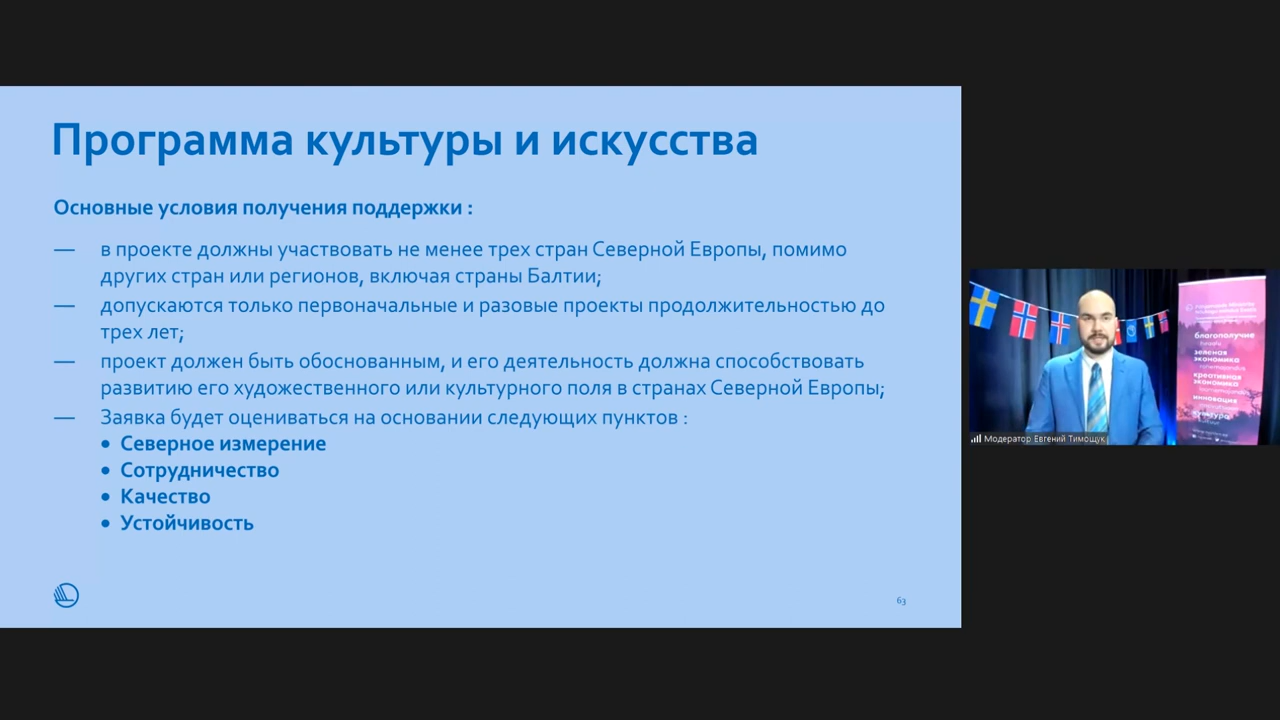 Программа культуры и искусства
Основные условия получения поддержки :
— в проекте должны участвовать не менее трех стран Северной Европы, помимо
других стран или регионов, включая страны Балтии;
— допускаются только первоначальные и разовые проекты продолжительностью до
трех лет;
— проект должен быть обоснованным, и его деятельность должна способствовать
развитию его художественного или культурного поля в странах Северной Европы;
— Заявка будет оцениваться на основании следующих пунктов :
• Северное измерение
• Сотрудничество
• Качество
• Устойчивость
63
благополучие
зеленая
экономика
креативная
экономика
инновация
культура
Модератор Евгений Тимощук